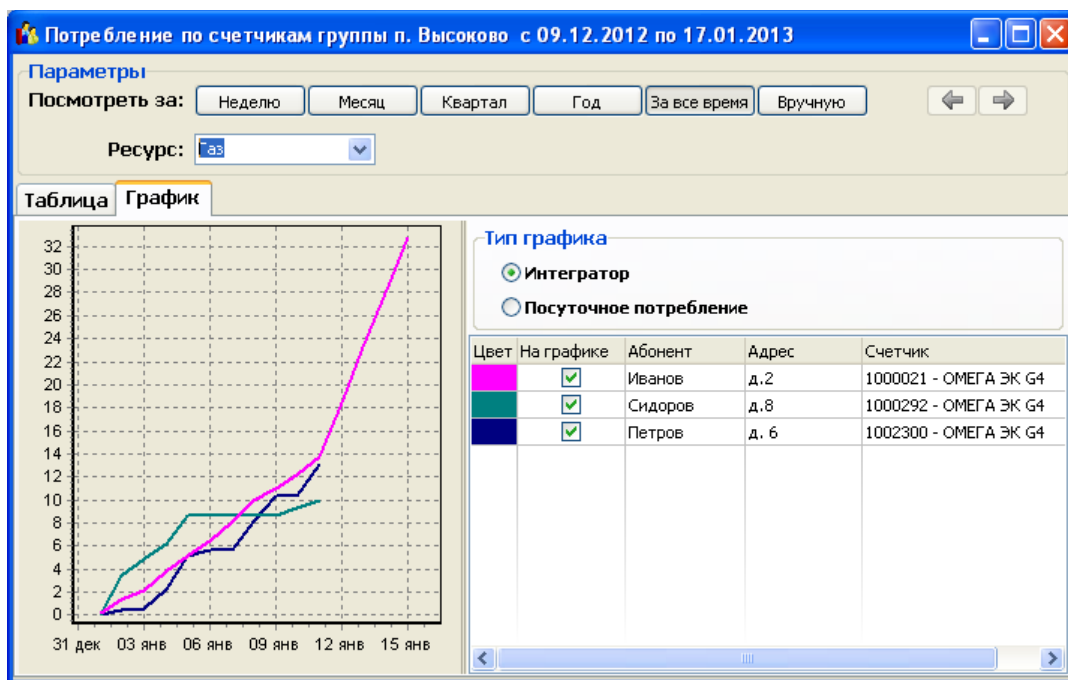 Потребление по счетчикам группы п. Высоково с 09.12.2012 по 17.01.2013
Параметры
Посмотреть за: Неделю Месяц Квартал Год За все время Вручную
Ресурс: Газ
Таблица График
32
30
28
26
24
22
20
18
16
14
12
10
8
6
4
2
0
31 дек 03 янв 06 янв 09 янв 12 янв 15 янв
Тип графика
Интегратор
Посуточное потребление
Цвет На графике Абонент Адрес Счетчик
Иванов д.2 1000021 - ОМЕГА ЭК G4
Сидоров д.8 1000292 - ОМЕГА ЭК G4
Петров д. 6 1002300 - ОМЕГА ЭК G4